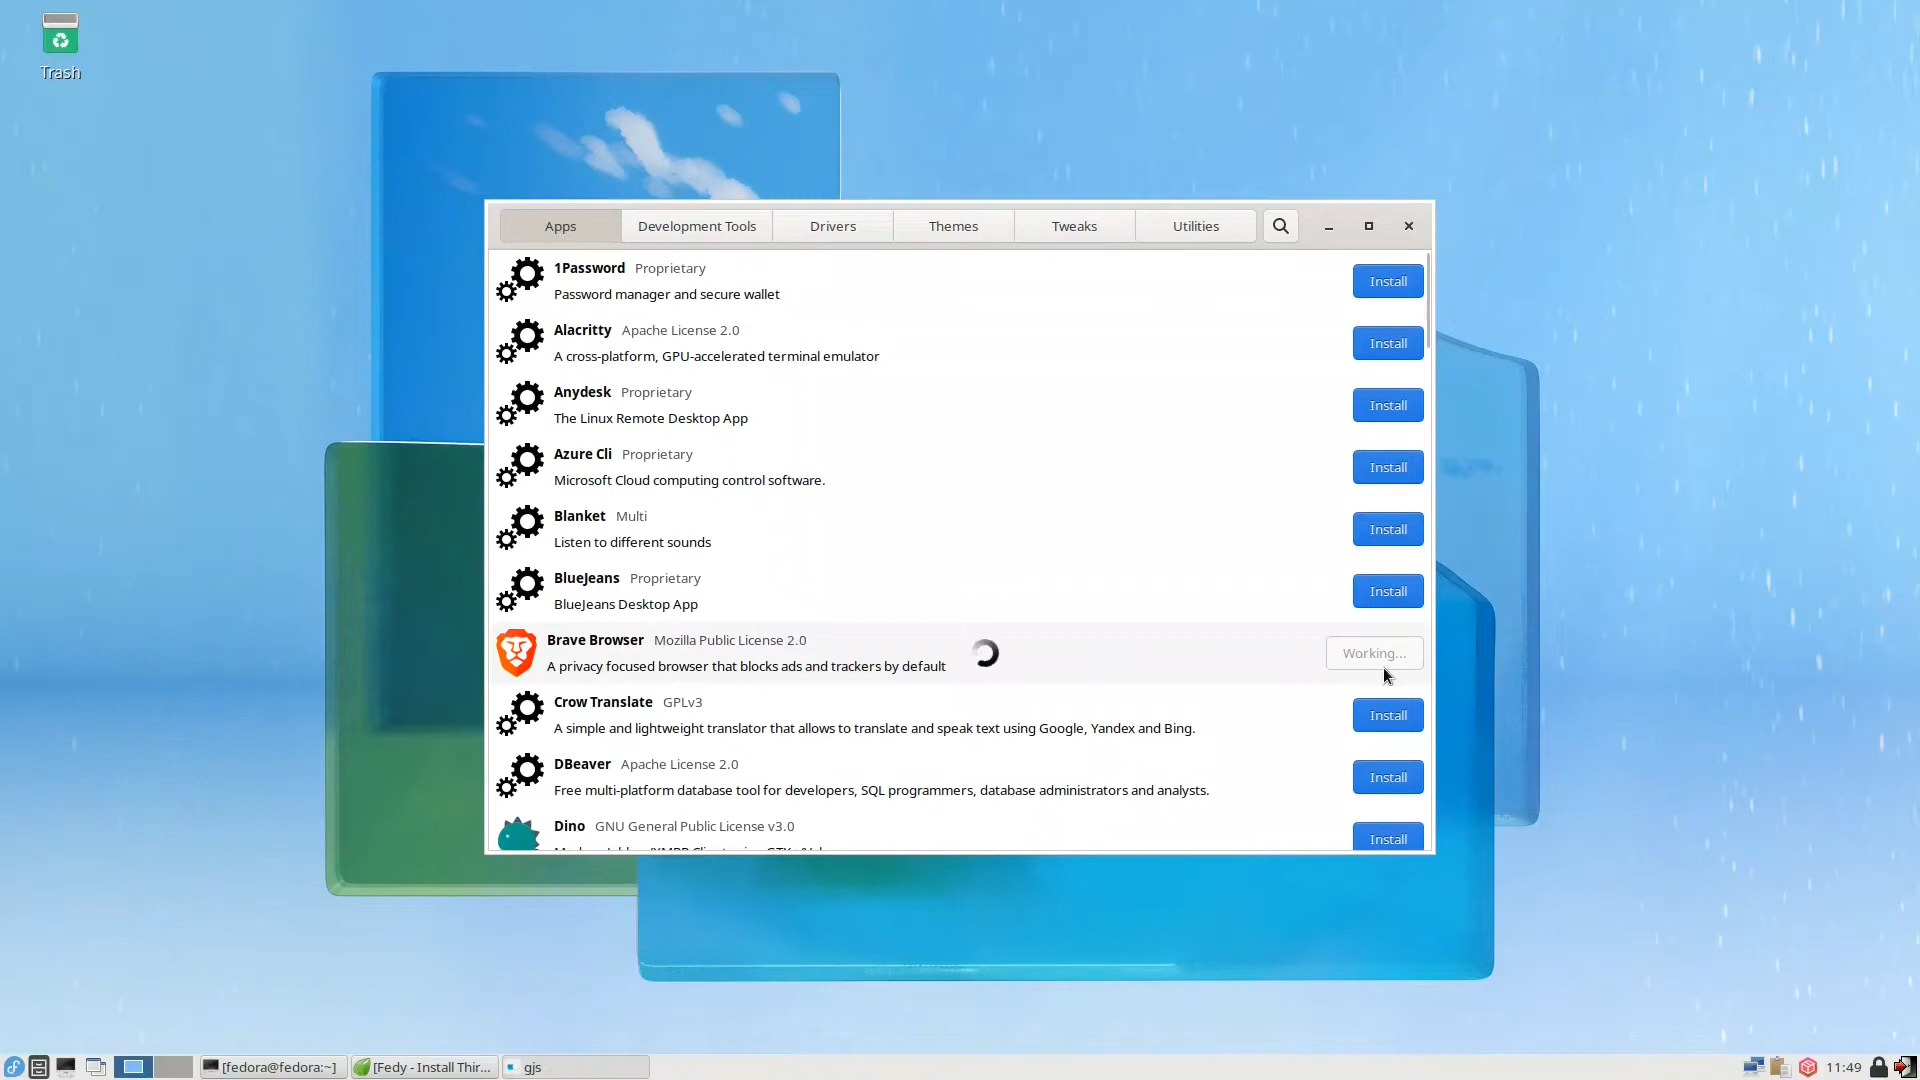 Trash
Apps
Development Tools
Drivers
Themes
Tweaks
Utilities
1Password Proprietary
Password manager and secure wallet
Install
Alacritty Apache License 2.0
A cross-platform, GPU-accelerated terminal emulator
Install
Anydesk Proprietary
The Linux Remote Desktop App
Install
Azure Cli Proprietary
Microsoft Cloud computing control software.
Install
Blanket Multi
Listen to different sounds
Install
BlueJeans Proprietary
BlueJeans Desktop App
Install
Brave Browser Mozilla Public License 2.0
A privacy focused browser that blocks ads and trackers by default
Working...
Crow Translate GPLv3
A simple and lightweight translator that allows to translate and speak text using Google, Yandex and Bing.
Install
DBeaver Apache License 2.0
Free multi-platform database tool for developers, SQL programmers, database administrators and analysts.
Install
Dino GNU General Public License v3.0
Install
[fedora@fedora:~]
[Fedy - Install Thir...
gjs
11:49